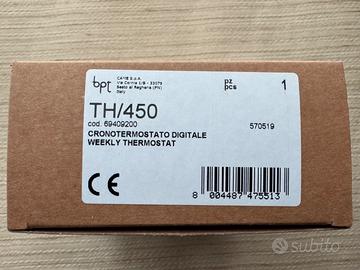 bpt
CAME S.p.A.
Via Cornia 1/B - 33079
Sesto al Reghena (PN)
Italy
pz
pcs
1
TH/450
cod. 69409200
570519
CRONOTERMOSTATO DIGITALE
WEEKLY THERMOSTAT
CE
8 004487 475513
subito